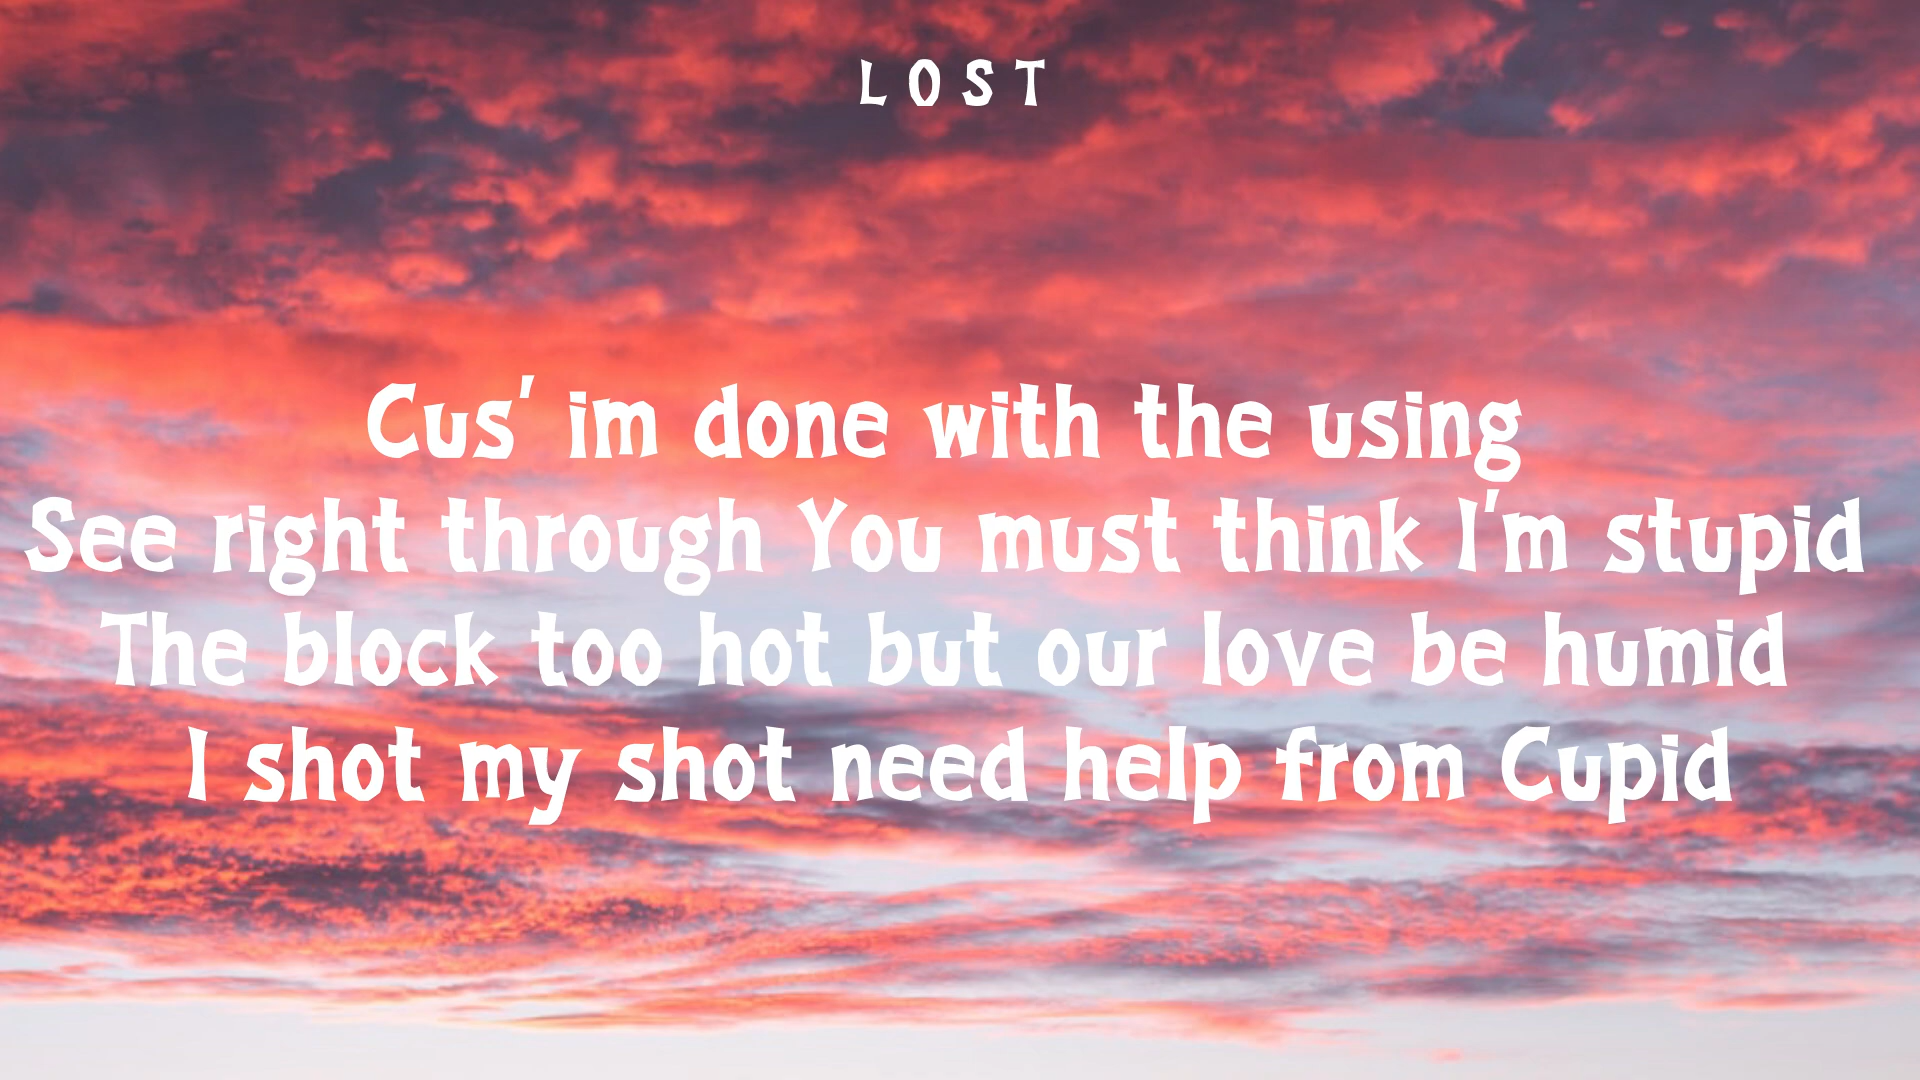 LOST
Cus' im done with the using
See right through You must think I'm stupid
The block too hot but our love be humid
I shot my shot need help from Cupid